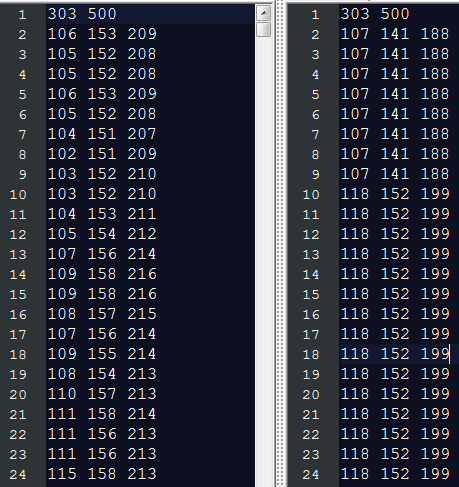 1 303 500
2 106 153 209
3 105 152 208
4 105 152 208
5 106 153 209
6 105 152 208
7 104 151 207
8 102 151 209
9 103 152 210
10 103 152 210
11 104 153 211
12 105 154 212
13 107 156 214
14 109 158 216
15 109 158 216
16 108 157 215
17 107 156 214
18 109 155 214
19 108 154 213
20 110 157 213
21 111 158 214
22 111 156 213
23 111 156 213
24 115 158 213
1 303 500
2 107 141 188
3 107 141 188
4 107 141 188
5 107 141 188
6 107 141 188
7 107 141 188
8 107 141 188
9 107 141 188
10 118 152 199
11 118 152 199
12 118 152 199
13 118 152 199
14 118 152 199
15 118 152 199
16 118 152 199
17 118 152 199
18 118 152 199
19 118 152 199
20 118 152 199
21 118 152 199
22 118 152 199
23 118 152 199
24 118 152 199